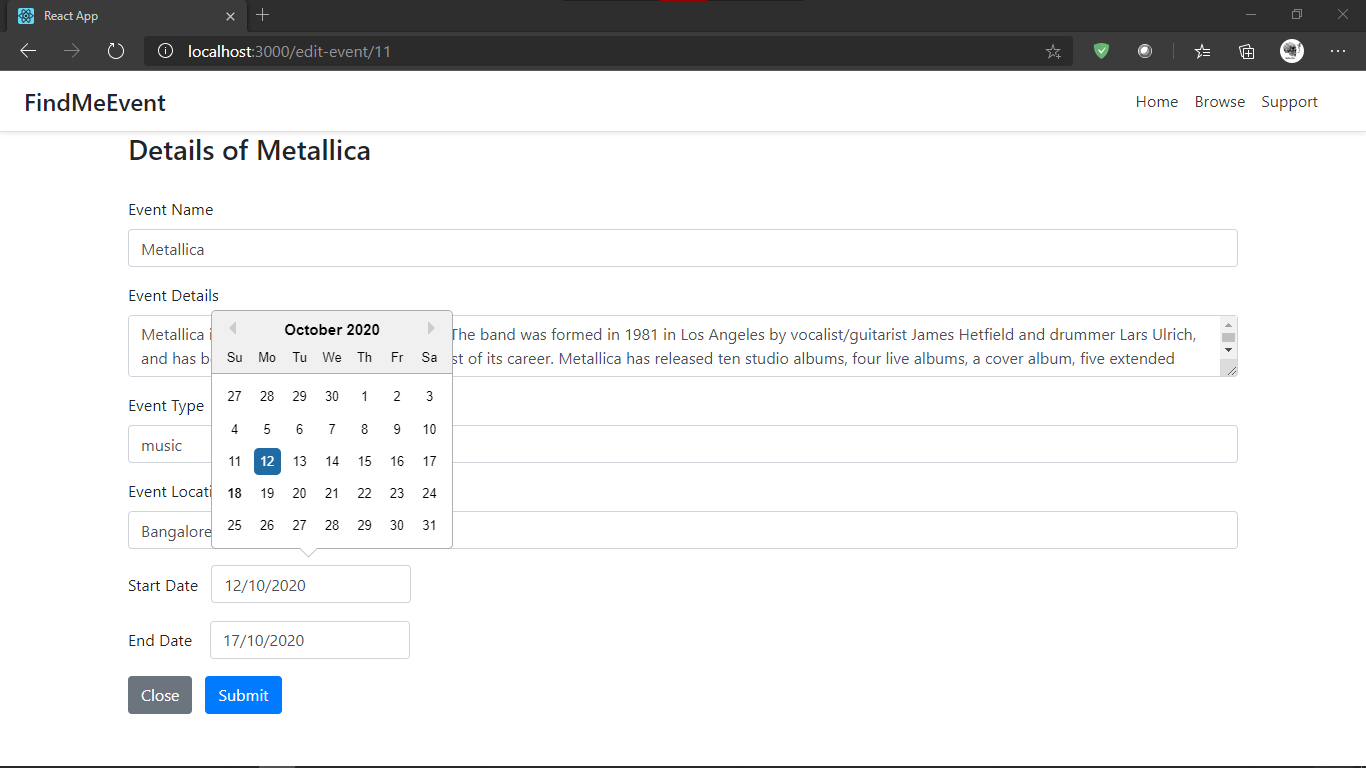 React App
localhost:3000/edit-event/11
FindMeEvent
Home Browse Support
Details of Metallica
Event Name
Metallica
Event Details
Metallica The band was formed in 1981 in Los Angeles by vocalist/guitarist James Hetfield and drummer Lars Ulrich,
and has of its career. Metallica has released ten studio albums, four live albums, a cover album, five extended
October 2020
Su Mo Tu We Th Fr Sa
27 28 29 30 1 2 3
4 5 6 7 8 9 10
11 12 13 14 15 16 17
18 19 20 21 22 23 24
25 26 27 28 29 30 31
Event Type
music
Event
Bangalore
Start Date 12/10/2020
End Date 17/10/2020
Close Submit